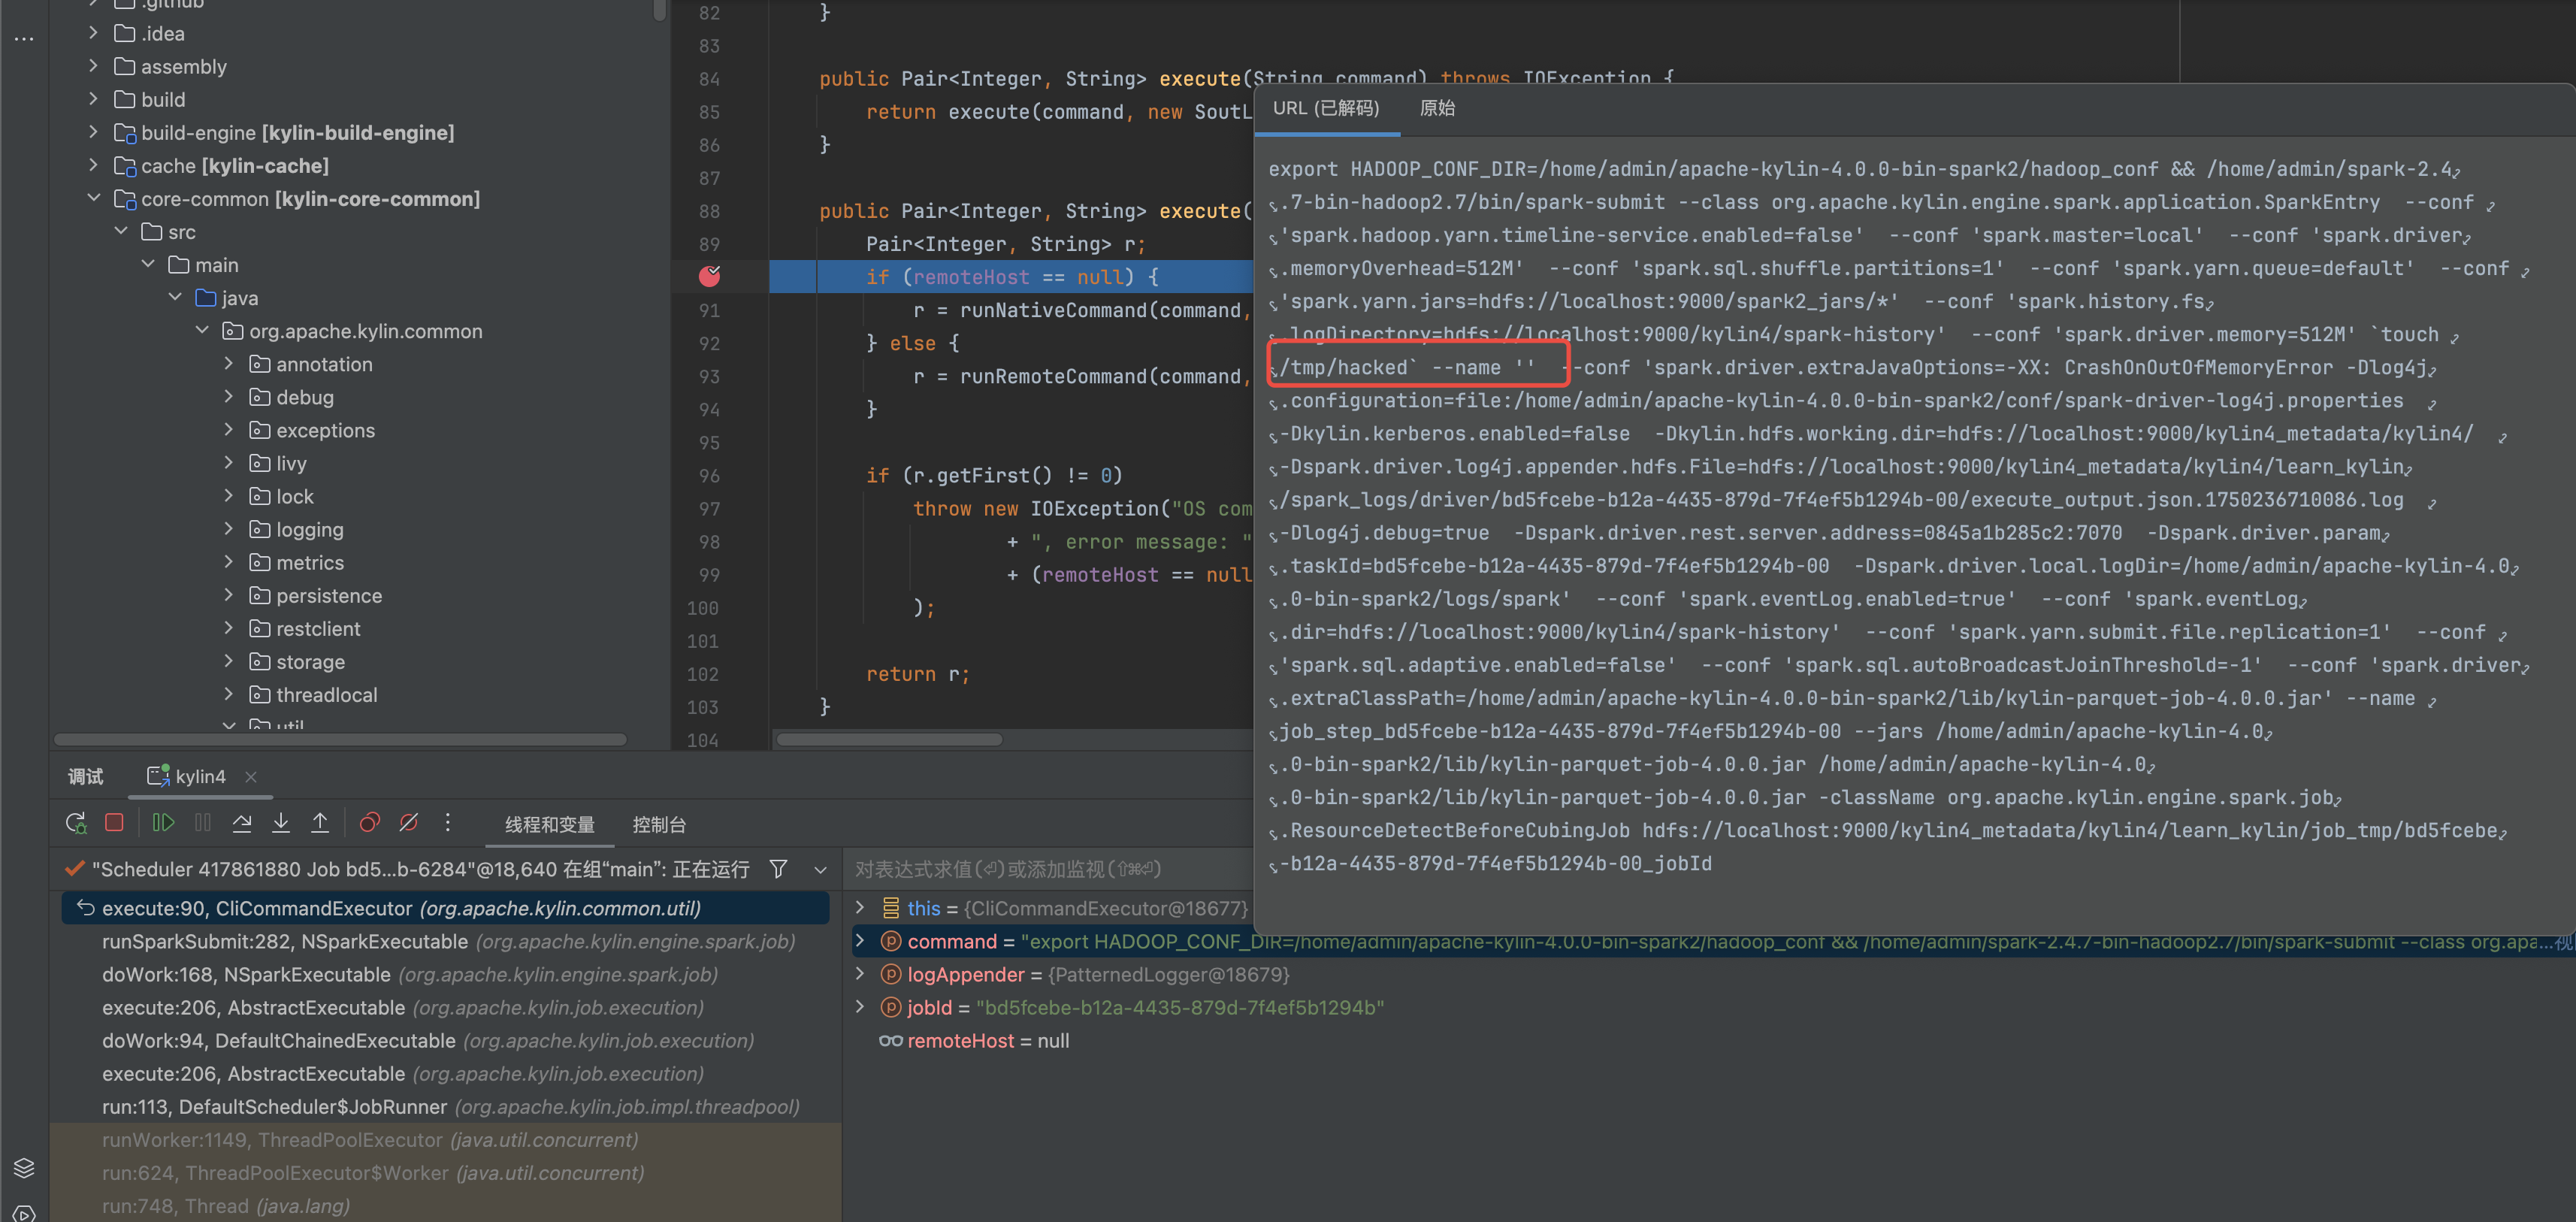 .github
.idea
assembly
build
build-engine [kylin-build-engine]
cache [kylin-cache]
core-common [kylin-core-common]
src
main
java
org.apache.kylin.common
annotation
debug
exceptions
livy
lock
logging
metrics
persistence
restclient
storage
threadlocal
util
82 }
83
84 public Pair<Integer, String> execute(String command) throws IOException {
85 return execute(command, new SoutL
86 }
87
88 public Pair<Integer, String> execute(
89 Pair<Integer, String> r;
if (remoteHost == null) {
91 r = runNativeCommand(command,
92 } else {
93 r = runRemoteCommand(command,
94 }
95
96 if (r.getFirst() != 0)
97 throw new IOException("OS com
98 + ", error message: "
99 + (remoteHost == null
100 );
101
102 return r;
103 }
104
URL (已解码) 原始
export HADOOP_CONF_DIR=/home/admin/apache-kylin-4.0.0-bin-spark2/hadoop_conf && /home/admin/spark-2.4
.7-bin-hadoop2.7/bin/spark-submit --class org.apache.kylin.engine.spark.application.SparkEntry --conf
'spark.hadoop.yarn.timeline-service.enabled=false' --conf 'spark.master=local' --conf 'spark.driver
.memoryOverhead=512M' --conf 'spark.sql.shuffle.partitions=1' --conf 'spark.yarn.queue=default' --conf
'spark.yarn.jars=hdfs://localhost:9000/spark2_jars/*' --conf 'spark.history.fs
.logDirectory=hdfs://localhost:9000/kylin4/spark-history' --conf 'spark.driver.memory=512M' `touch
/tmp/hacked` --name '' --conf 'spark.driver.extraJavaOptions=-XX: CrashOnOutOfMemoryError -Dlog4j
.configuration=file:/home/admin/apache-kylin-4.0.0-bin-spark2/conf/spark-driver-log4j.properties
-Dkylin.kerberos.enabled=false -Dkylin.hdfs.working.dir=hdfs://localhost:9000/kylin4_metadata/kylin4/
-Dspark.driver.log4j.appender.hdfs.File=hdfs://localhost:9000/kylin4_metadata/kylin4/learn_kylin
/spark_logs/driver/bd5fcebe-b12a-4435-879d-7f4ef5b1294b-00/execute_output.json.1750236710086.log
-Dlog4j.debug=true -Dspark.driver.rest.server.address=0845a1b285c2:7070 -Dspark.driver.param
.taskId=bd5fcebe-b12a-4435-879d-7f4ef5b1294b-00 -Dspark.driver.local.logDir=/home/admin/apache-kylin-4.0
.0-bin-spark2/logs/spark' --conf 'spark.eventLog.enabled=true' --conf 'spark.eventLog
.dir=hdfs://localhost:9000/kylin4/spark-history' --conf 'spark.yarn.submit.file.replication=1' --conf
'spark.sql.adaptive.enabled=false' --conf 'spark.sql.autoBroadcastJoinThreshold=-1' --conf 'spark.driver
.extraClassPath=/home/admin/apache-kylin-4.0.0-bin-spark2/lib/kylin-parquet-job-4.0.0.jar' --name
job_step_bd5fcebe-b12a-4435-879d-7f4ef5b1294b-00 --jars /home/admin/apache-kylin-4.0
.0-bin-spark2/lib/kylin-parquet-job-4.0.0.jar /home/admin/apache-kylin-4.0
.0-bin-spark2/lib/kylin-parquet-job-4.0.0.jar -className org.apache.kylin.engine.spark.job
.ResourceDetectBeforeCubingJob hdfs://localhost:9000/kylin4_metadata/kylin4/learn_kylin/job_tmp/bd5fcebe
-b12a-4435-879d-7f4ef5b1294b-00_jobId
调试 kylin4
线程和变量 控制台
"Scheduler 417861880 Job bd5...b-6284"@18,640 在组“main”: 正在运行
execute:90, CliCommandExecutor (org.apache.kylin.common.util)
runSparkSubmit:282, NSparkExecutable (org.apache.kylin.engine.spark.job)
doWork:168, NSparkExecutable (org.apache.kylin.engine.spark.job)
execute:206, AbstractExecutable (org.apache.kylin.job.execution)
doWork:94, DefaultChainedExecutable (org.apache.kylin.job.execution)
execute:206, AbstractExecutable (org.apache.kylin.job.execution)
run:113, DefaultScheduler$JobRunner (org.apache.kylin.job.impl.threadpool)
runWorker:1149, ThreadPoolExecutor (java.util.concurrent)
run:624, ThreadPoolExecutor$Worker (java.util.concurrent)
run:748, Thread (java.lang)
对表达式求值(⏎)或添加监视(⇧⌘⏎)
this = {CliCommandExecutor@18677}
command = "export HADOOP_CONF_DIR=/home/admin/apache-kylin-4.0.0-bin-spark2/hadoop_conf && /home/admin/spark-2.4.7-bin-hadoop2.7/bin/spark-submit --class org.apa...视
logAppender = {PatternedLogger@18679}
jobId = "bd5fcebe-b12a-4435-879d-7f4ef5b1294b"
remoteHost = null